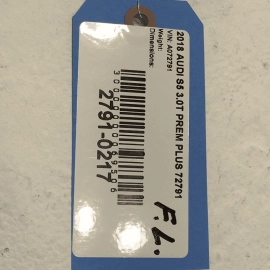 2018 AUDI S5 3.0T PREM PLUS 72791
VIN: A072791
Weight:
Dimensions:
2791-0217
F.L.